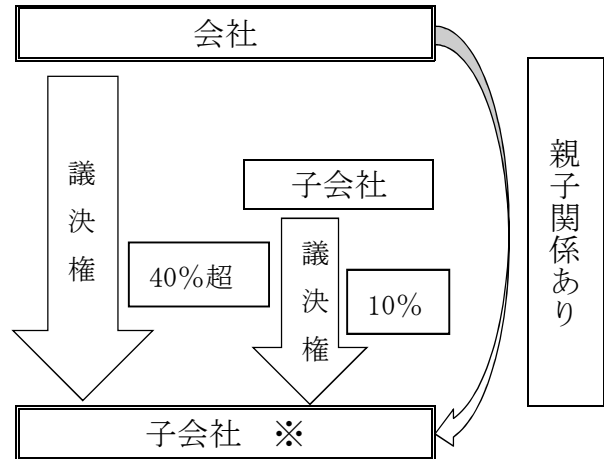 会社
議決権
40％超
子会社
議決権
10％
親子関係あり
子会社　※